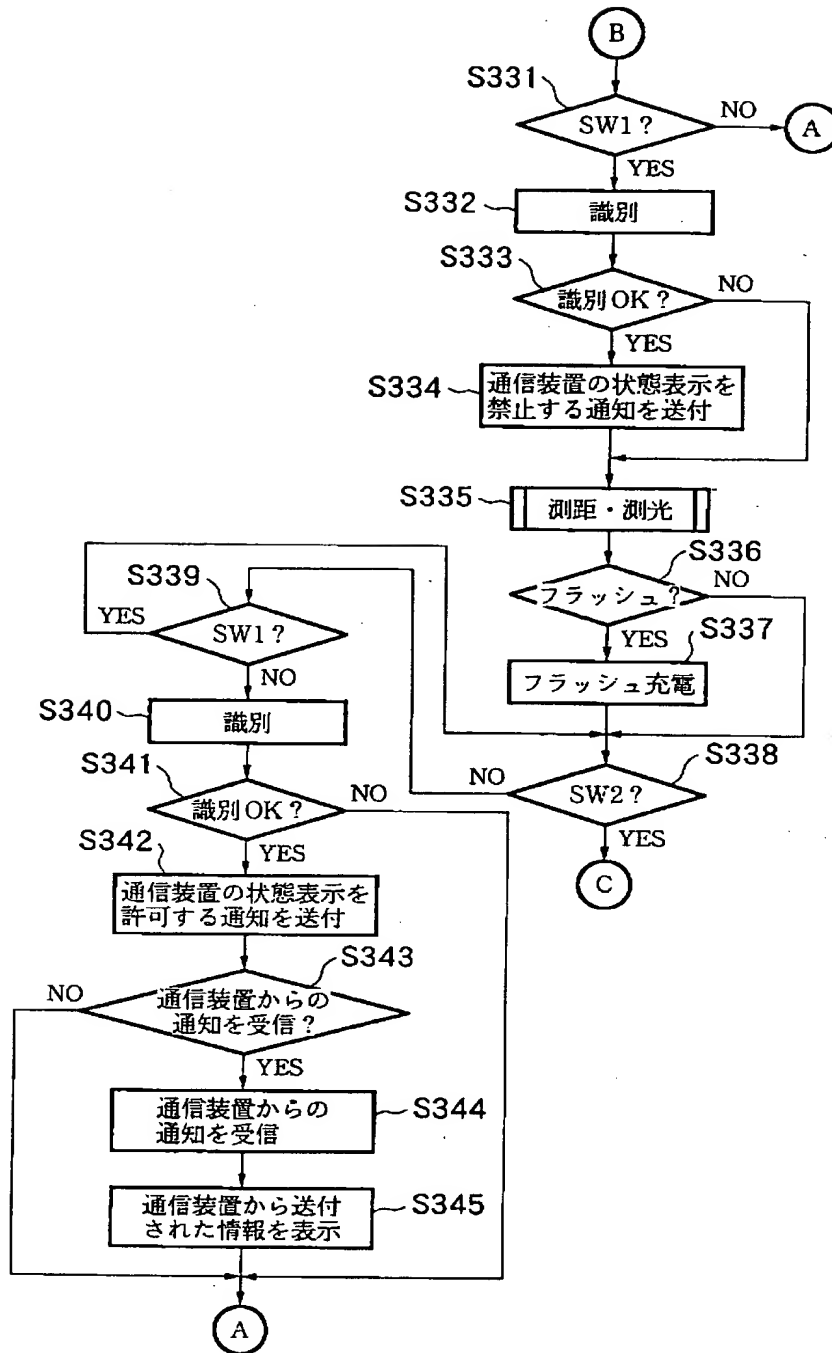 B
S331
SW1?
NO
A
YES
S332
識別
S333
識別OK?
NO
YES
S334
通信装置の状態表示を
禁止する通知を送付
S335
測距・測光
S336
フラッシュ?
NO
YES
S337
フラッシュ充電
S338
SW2?
NO
YES
C
S339
YES
SW1?
NO
S340
識別
S341
識別OK?
NO
YES
S342
通信装置の状態表示を
許可する通知を送付
S343
NO
通信装置からの
通知を受信?
YES
通信装置からの
通知を受信
S344
通信装置から送付
された情報を表示
S345
A